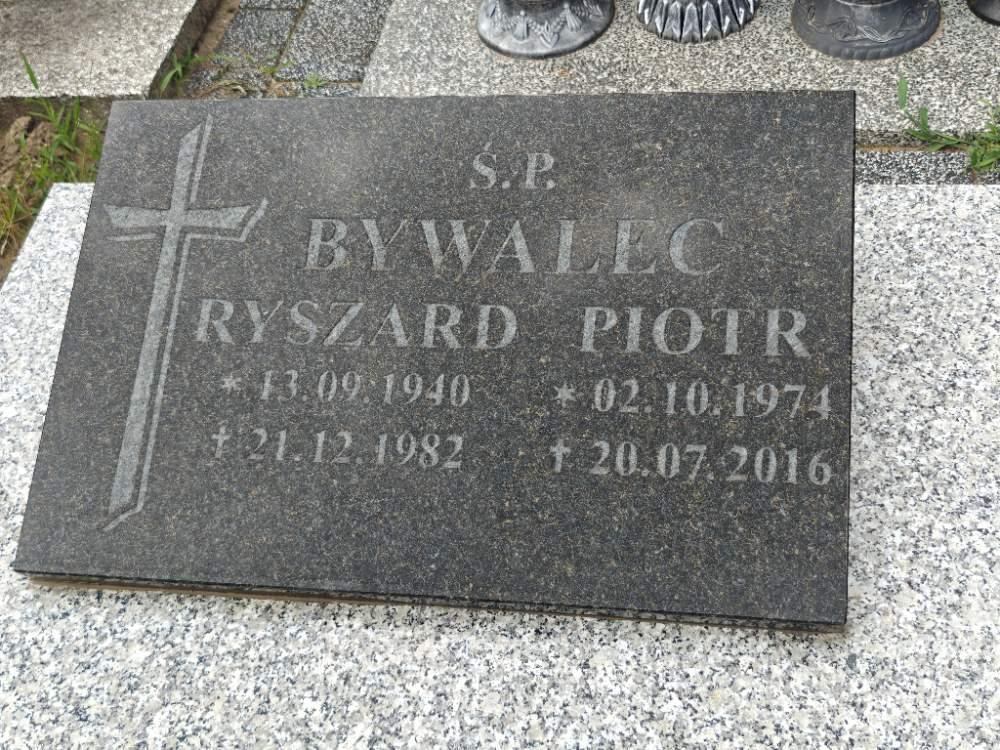 Ś.P.
BYWALEC
RYSZARD PIOTR
* 13.09.1940 * 02.10.1974
✝ 21.12.1982 ✝ 20.07.2016